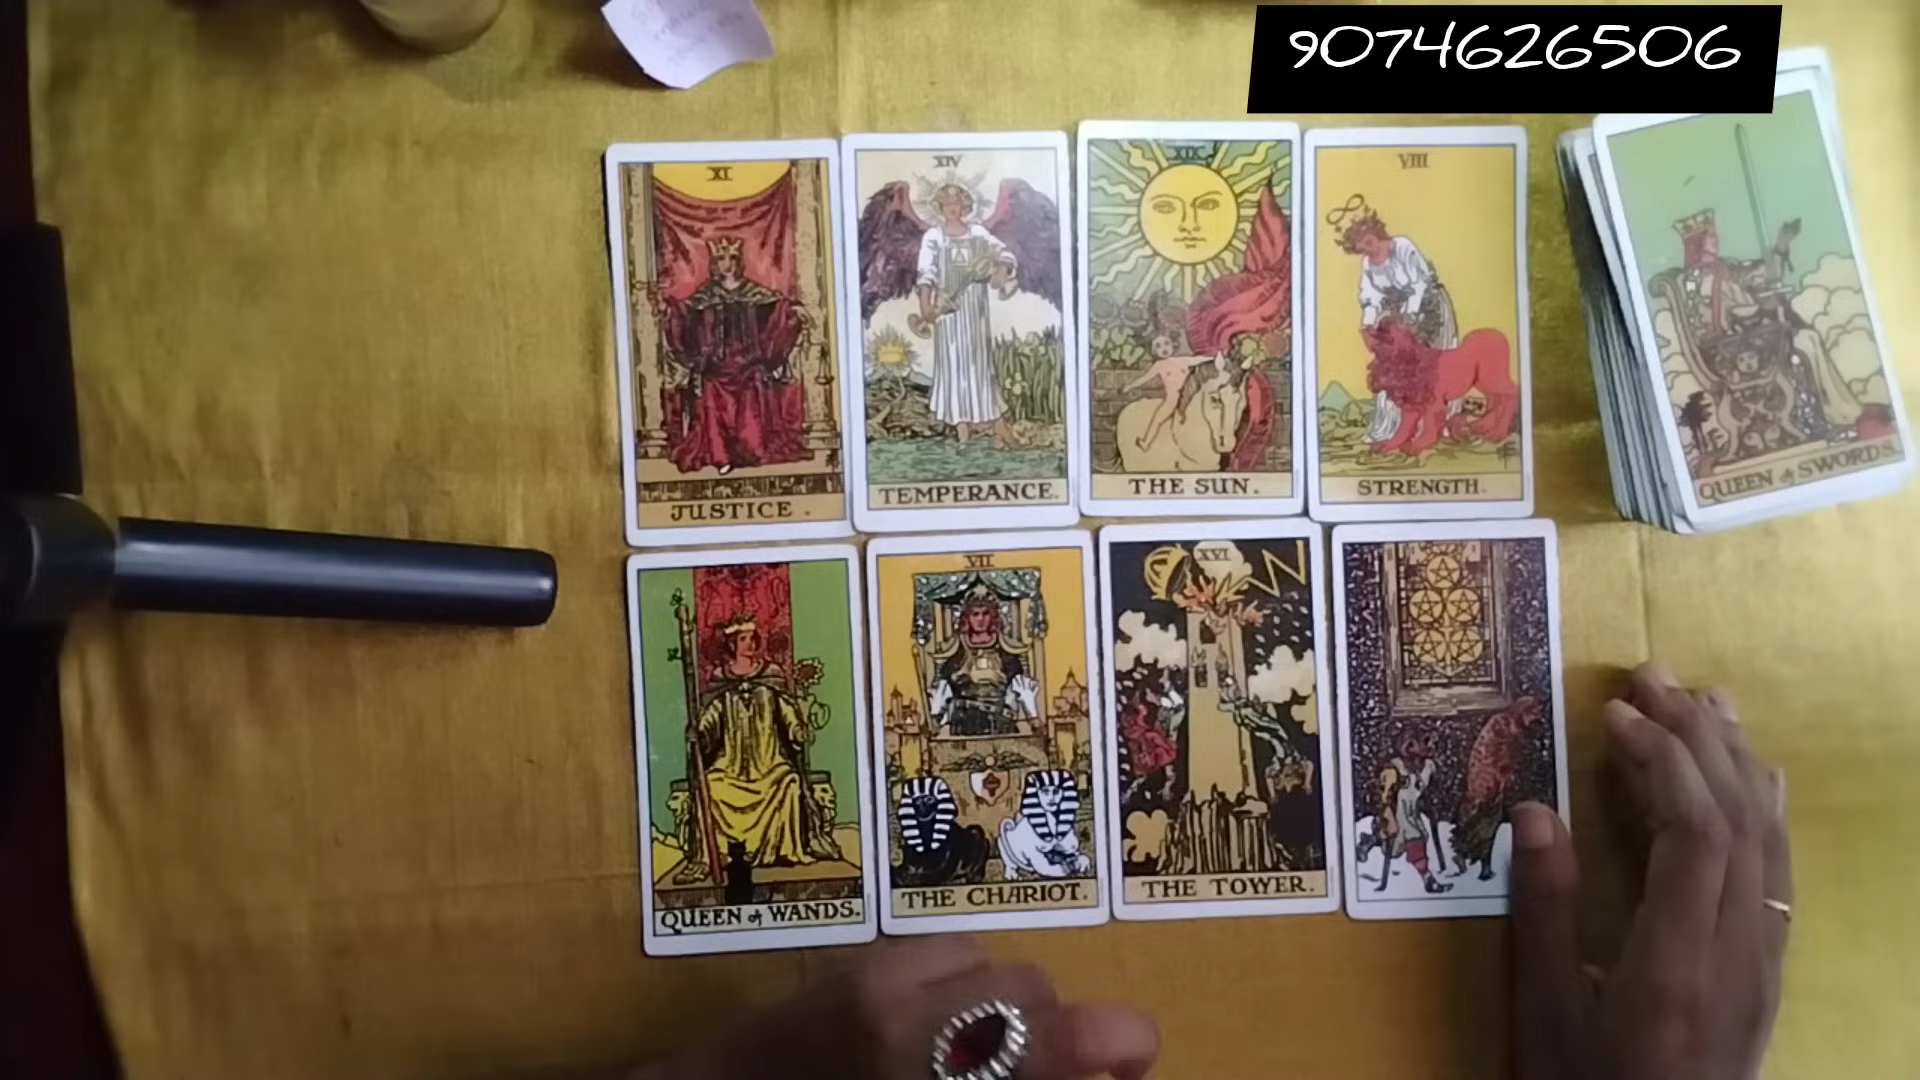 9074626506
XI
XIV
XIX
VIII
JUSTICE .
TEMPERANCE.
THE SUN.
STRENGTH.
QUEEN of SWORDS.
VII
XVI
QUEEN of WANDS.
THE CHARIOT.
THE TOWER.